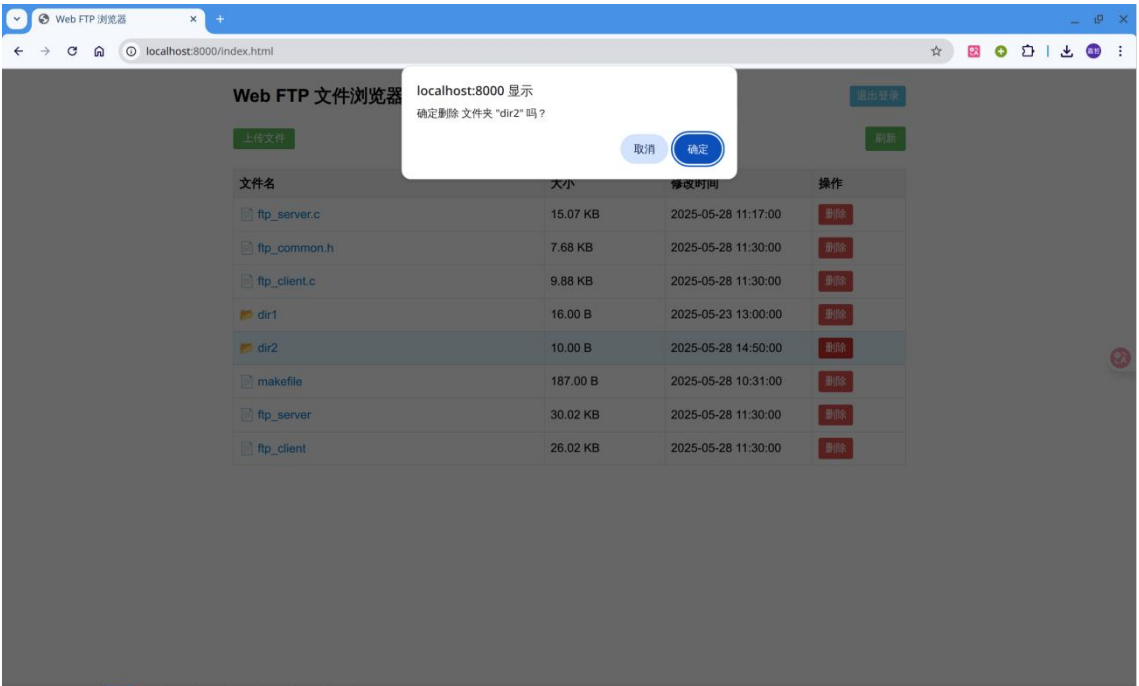 Web FTP 浏览器
localhost:8000/index.html
Web FTP 文件浏览器
退出登录
localhost:8000 显示
确定删除 文件夹 "dir2" 吗？
取消
确定
上传文件
刷新
文件名 大小 修改时间 操作
ftp_server.c 15.07 KB 2025-05-28 11:17:00 删除
ftp_common.h 7.68 KB 2025-05-28 11:30:00 删除
ftp_client.c 9.88 KB 2025-05-28 11:30:00 删除
dir1 16.00 B 2025-05-23 13:00:00 删除
dir2 10.00 B 2025-05-28 14:50:00 删除
makefile 187.00 B 2025-05-28 10:31:00 删除
ftp_server 30.02 KB 2025-05-28 11:30:00 删除
ftp_client 26.02 KB 2025-05-28 11:30:00 删除